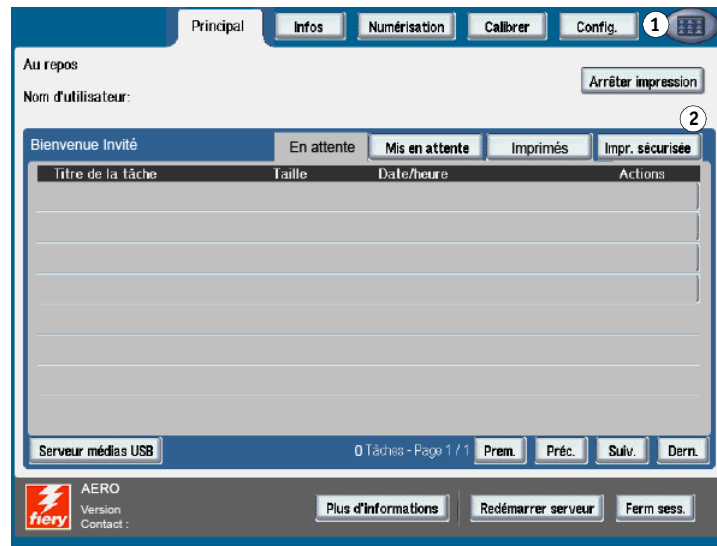 Principal Infos Numérisation Calibrer Config. 1
Au repos
Arrêter impression
Nom d'utilisateur:
2
Bienvenue Invité En attente Mis en attente Imprimés Impr. sécurisée
Titre de la tâche Taille Date/heure Actions
Serveur médias USB 0 Tâches - Page 1 / 1 Prem. Préc. Suiv. Dern.
AERO
Version
Contact :
fiery
Plus d'informations Redémarrer serveur Ferm sess.